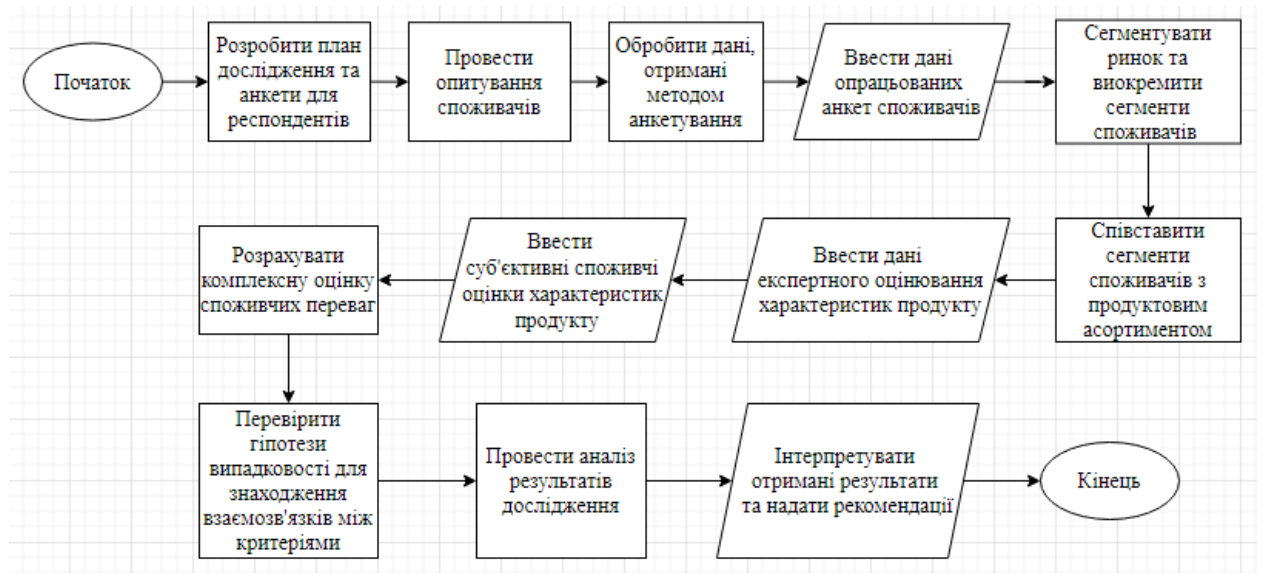 Початок
Розробити план
дослідження та
анкети для
респондентів
Провести
опитування
споживачів
Обробити дані,
отримані
методом
анкетування
Ввести дані
опрацьованих
анкет споживачів
Сегментувати
ринок та
виокремити
сегменти
споживачів
Співставити
сегменти
споживачів з
продуктовим
асортиментом
Ввести дані
експертного оцінювання
характеристик продукту
Ввести
суб'єктивні споживчі
оцінки характеристик
продукту
Розрахувати
комплексну оцінку
споживчих переваг
Перевірити
гіпотези
випадковості для
знаходження
взаємозв'язків між
критеріями
Провести аналіз
результатів
дослідження
Інтерпретувати
отримані результати
та надати рекомендації
Кінець